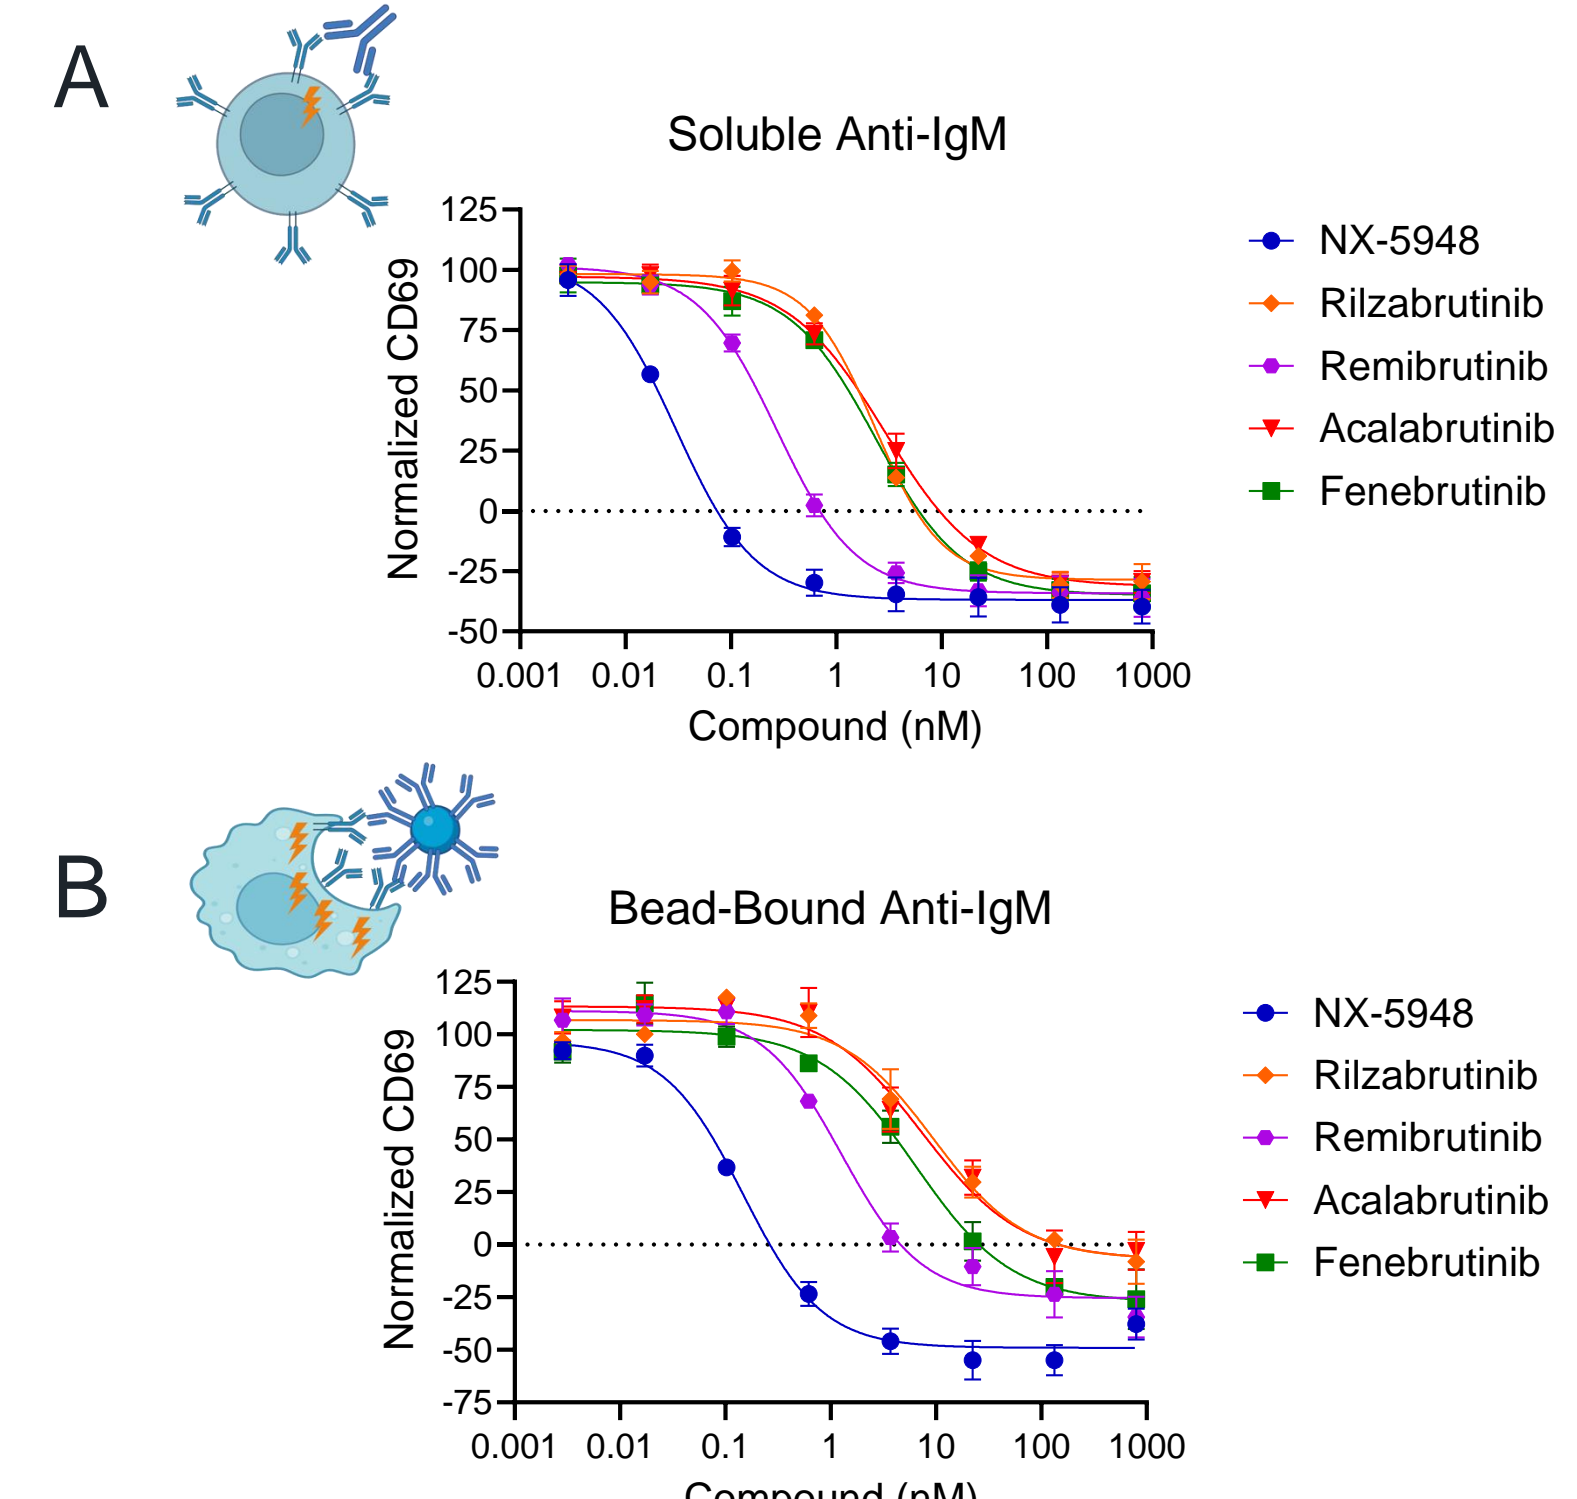 A
Soluble Anti-IgM
125
100
75
50
25
0
-25
-50
Normalized CD69
0.001 0.01 0.1 1 10 100 1000
Compound (nM)
NX-5948
Rilzabrutinib
Remibrutinib
Acalabrutinib
Fenebrutinib
B
Bead-Bound Anti-IgM
125
100
75
50
25
0
-25
-50
-75
Normalized CD69
0.001 0.01 0.1 1 10 100 1000
Compound (nM)
NX-5948
Rilzabrutinib
Remibrutinib
Acalabrutinib
Fenebrutinib